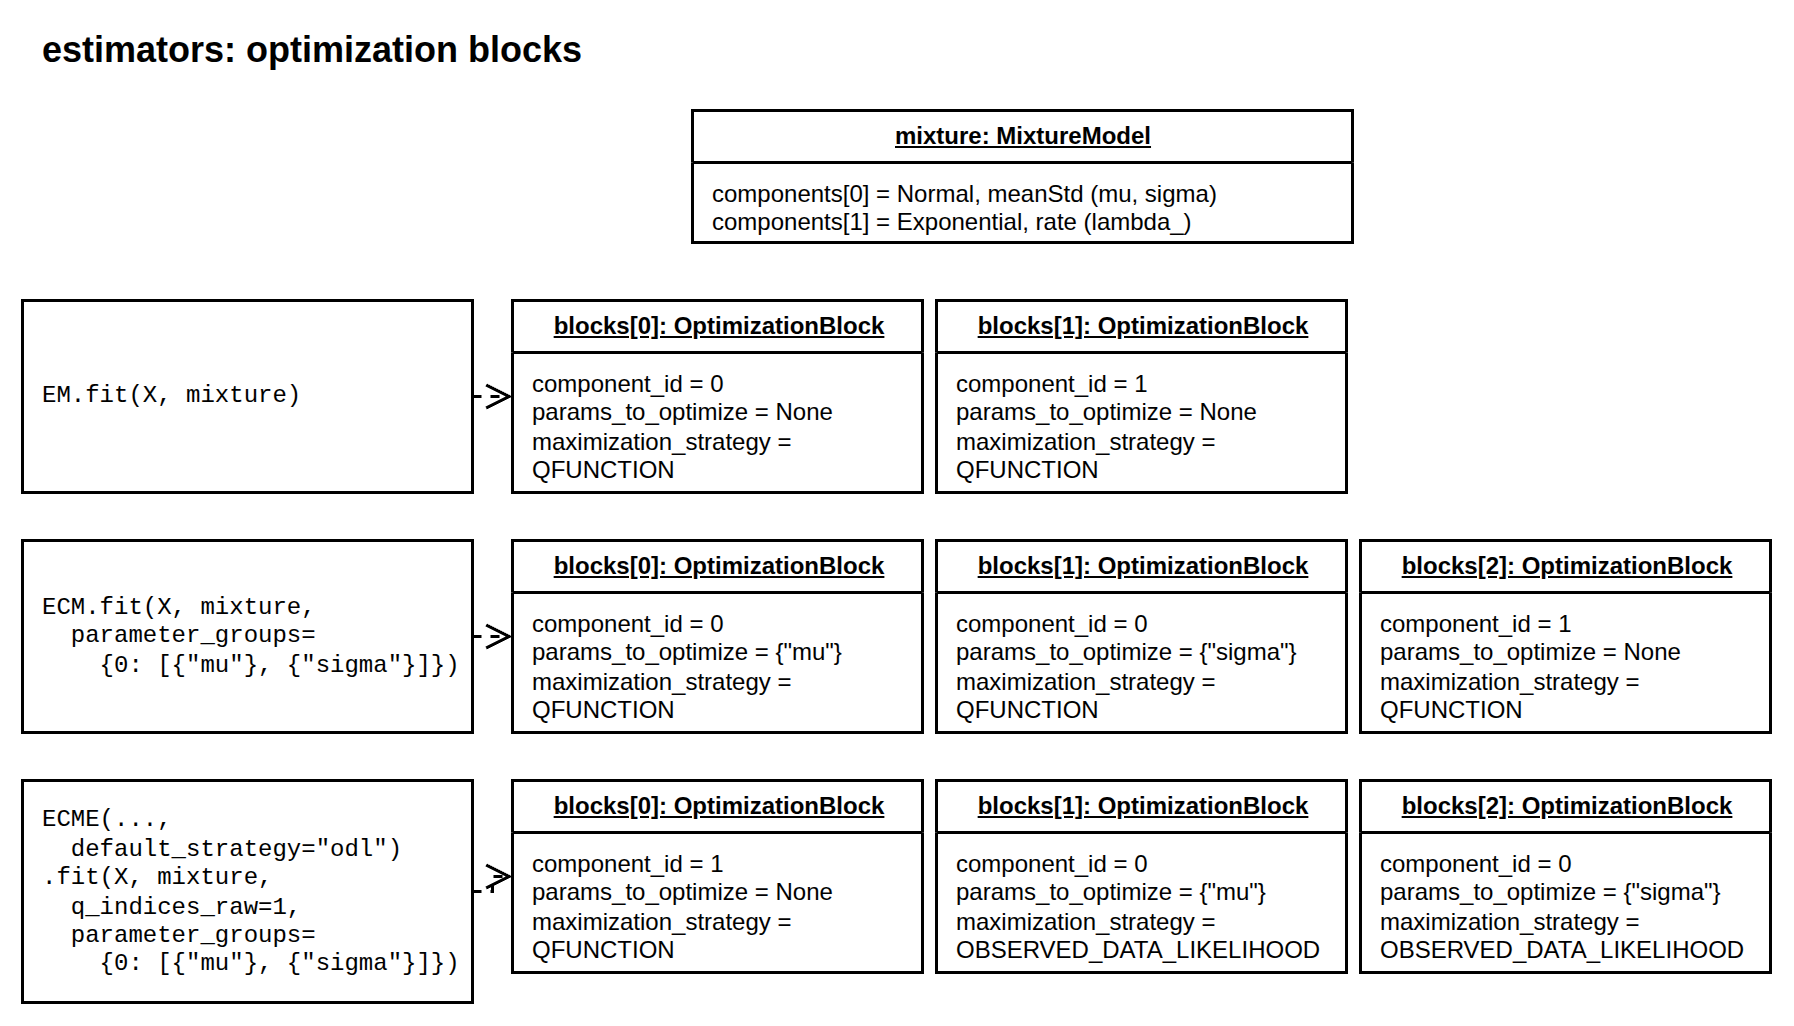 estimators: optimization blocks
mixture: MixtureModel
components[0] = Normal, meanStd (mu, sigma)
components[1] = Exponential, rate (lambda_)
EM.fit(X, mixture)
blocks[0]: OptimizationBlock
component_id = 0
params_to_optimize = None
maximization_strategy =
QFUNCTION
blocks[1]: OptimizationBlock
component_id = 1
params_to_optimize = None
maximization_strategy =
QFUNCTION
ECM.fit(X, mixture,
  parameter_groups=
    {0: [{"mu"}, {"sigma"}]})
blocks[0]: OptimizationBlock
component_id = 0
params_to_optimize = {"mu"}
maximization_strategy =
QFUNCTION
blocks[1]: OptimizationBlock
component_id = 0
params_to_optimize = {"sigma"}
maximization_strategy =
QFUNCTION
blocks[2]: OptimizationBlock
component_id = 1
params_to_optimize = None
maximization_strategy =
QFUNCTION
ECME(...,
  default_strategy="odl")
.fit(X, mixture,
  q_indices_raw=1,
  parameter_groups=
    {0: [{"mu"}, {"sigma"}]})
blocks[0]: OptimizationBlock
component_id = 1
params_to_optimize = None
maximization_strategy =
QFUNCTION
blocks[1]: OptimizationBlock
component_id = 0
params_to_optimize = {"mu"}
maximization_strategy =
OBSERVED_DATA_LIKELIHOOD
blocks[2]: OptimizationBlock
component_id = 0
params_to_optimize = {"sigma"}
maximization_strategy =
OBSERVED_DATA_LIKELIHOOD